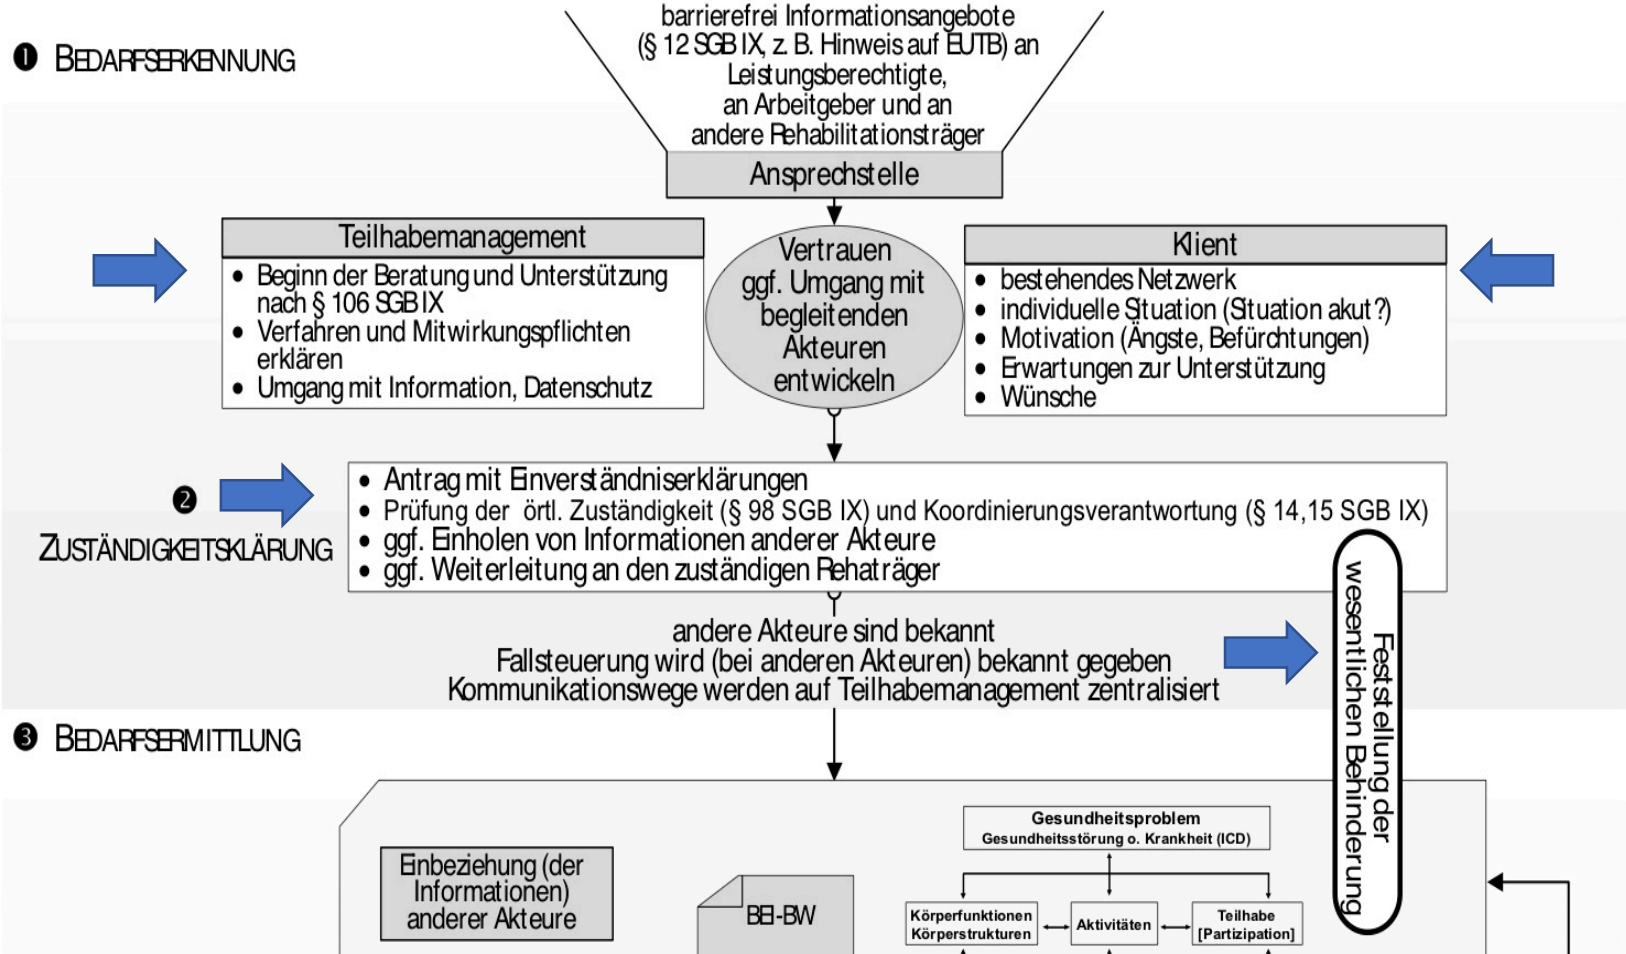 ❶ BEDARFSERKENNUNG
barrierefrei Informationsangebote
(§ 12 SGB IX, z. B. Hinweis auf EUTB) an
Leistungsberechtigte,
an Arbeitgeber und an
andere Rehabilitationsträger
Ansprechstelle
Teilhabemanagement
• Beginn der Beratung und Unterstützung
nach § 106 SGB IX
• Verfahren und Mitwirkungspflichten
erklären
• Umgang mit Information, Datenschutz
Vertrauen
ggf. Umgang mit
begleitenden
Akteuren
entwickeln
Klient
• bestehendes Netzwerk
• individuelle Situation (Situation akut?)
• Motivation (Ängste, Befürchtungen)
• Erwartungen zur Unterstützung
• Wünsche
❷
ZUSTÄNDIGKEITSKLÄRUNG
• Antrag mit Einverständniserklärungen
• Prüfung der örtl. Zuständigkeit (§ 98 SGB IX) und Koordinierungsverantwortung (§ 14,15 SGB IX)
• ggf. Einholen von Informationen anderer Akteure
• ggf. Weiterleitung an den zuständigen Rehaträger
andere Akteure sind bekannt
Fallsteuerung wird (bei anderen Akteuren) bekannt gegeben
Kommunikationswege werden auf Teilhabemanagement zentralisiert
Feststellung der
wesentlichen Behinderung
❸ BEDARFSERMITTLUNG
Einbeziehung (der
Informationen)
anderer Akteure
BEI-BW
Gesundheitsproblem
Gesundheitsstörung o. Krankheit (ICD)
Körperfunktionen
Körperstrukturen
Aktivitäten
Teilhabe
[Partizipation]